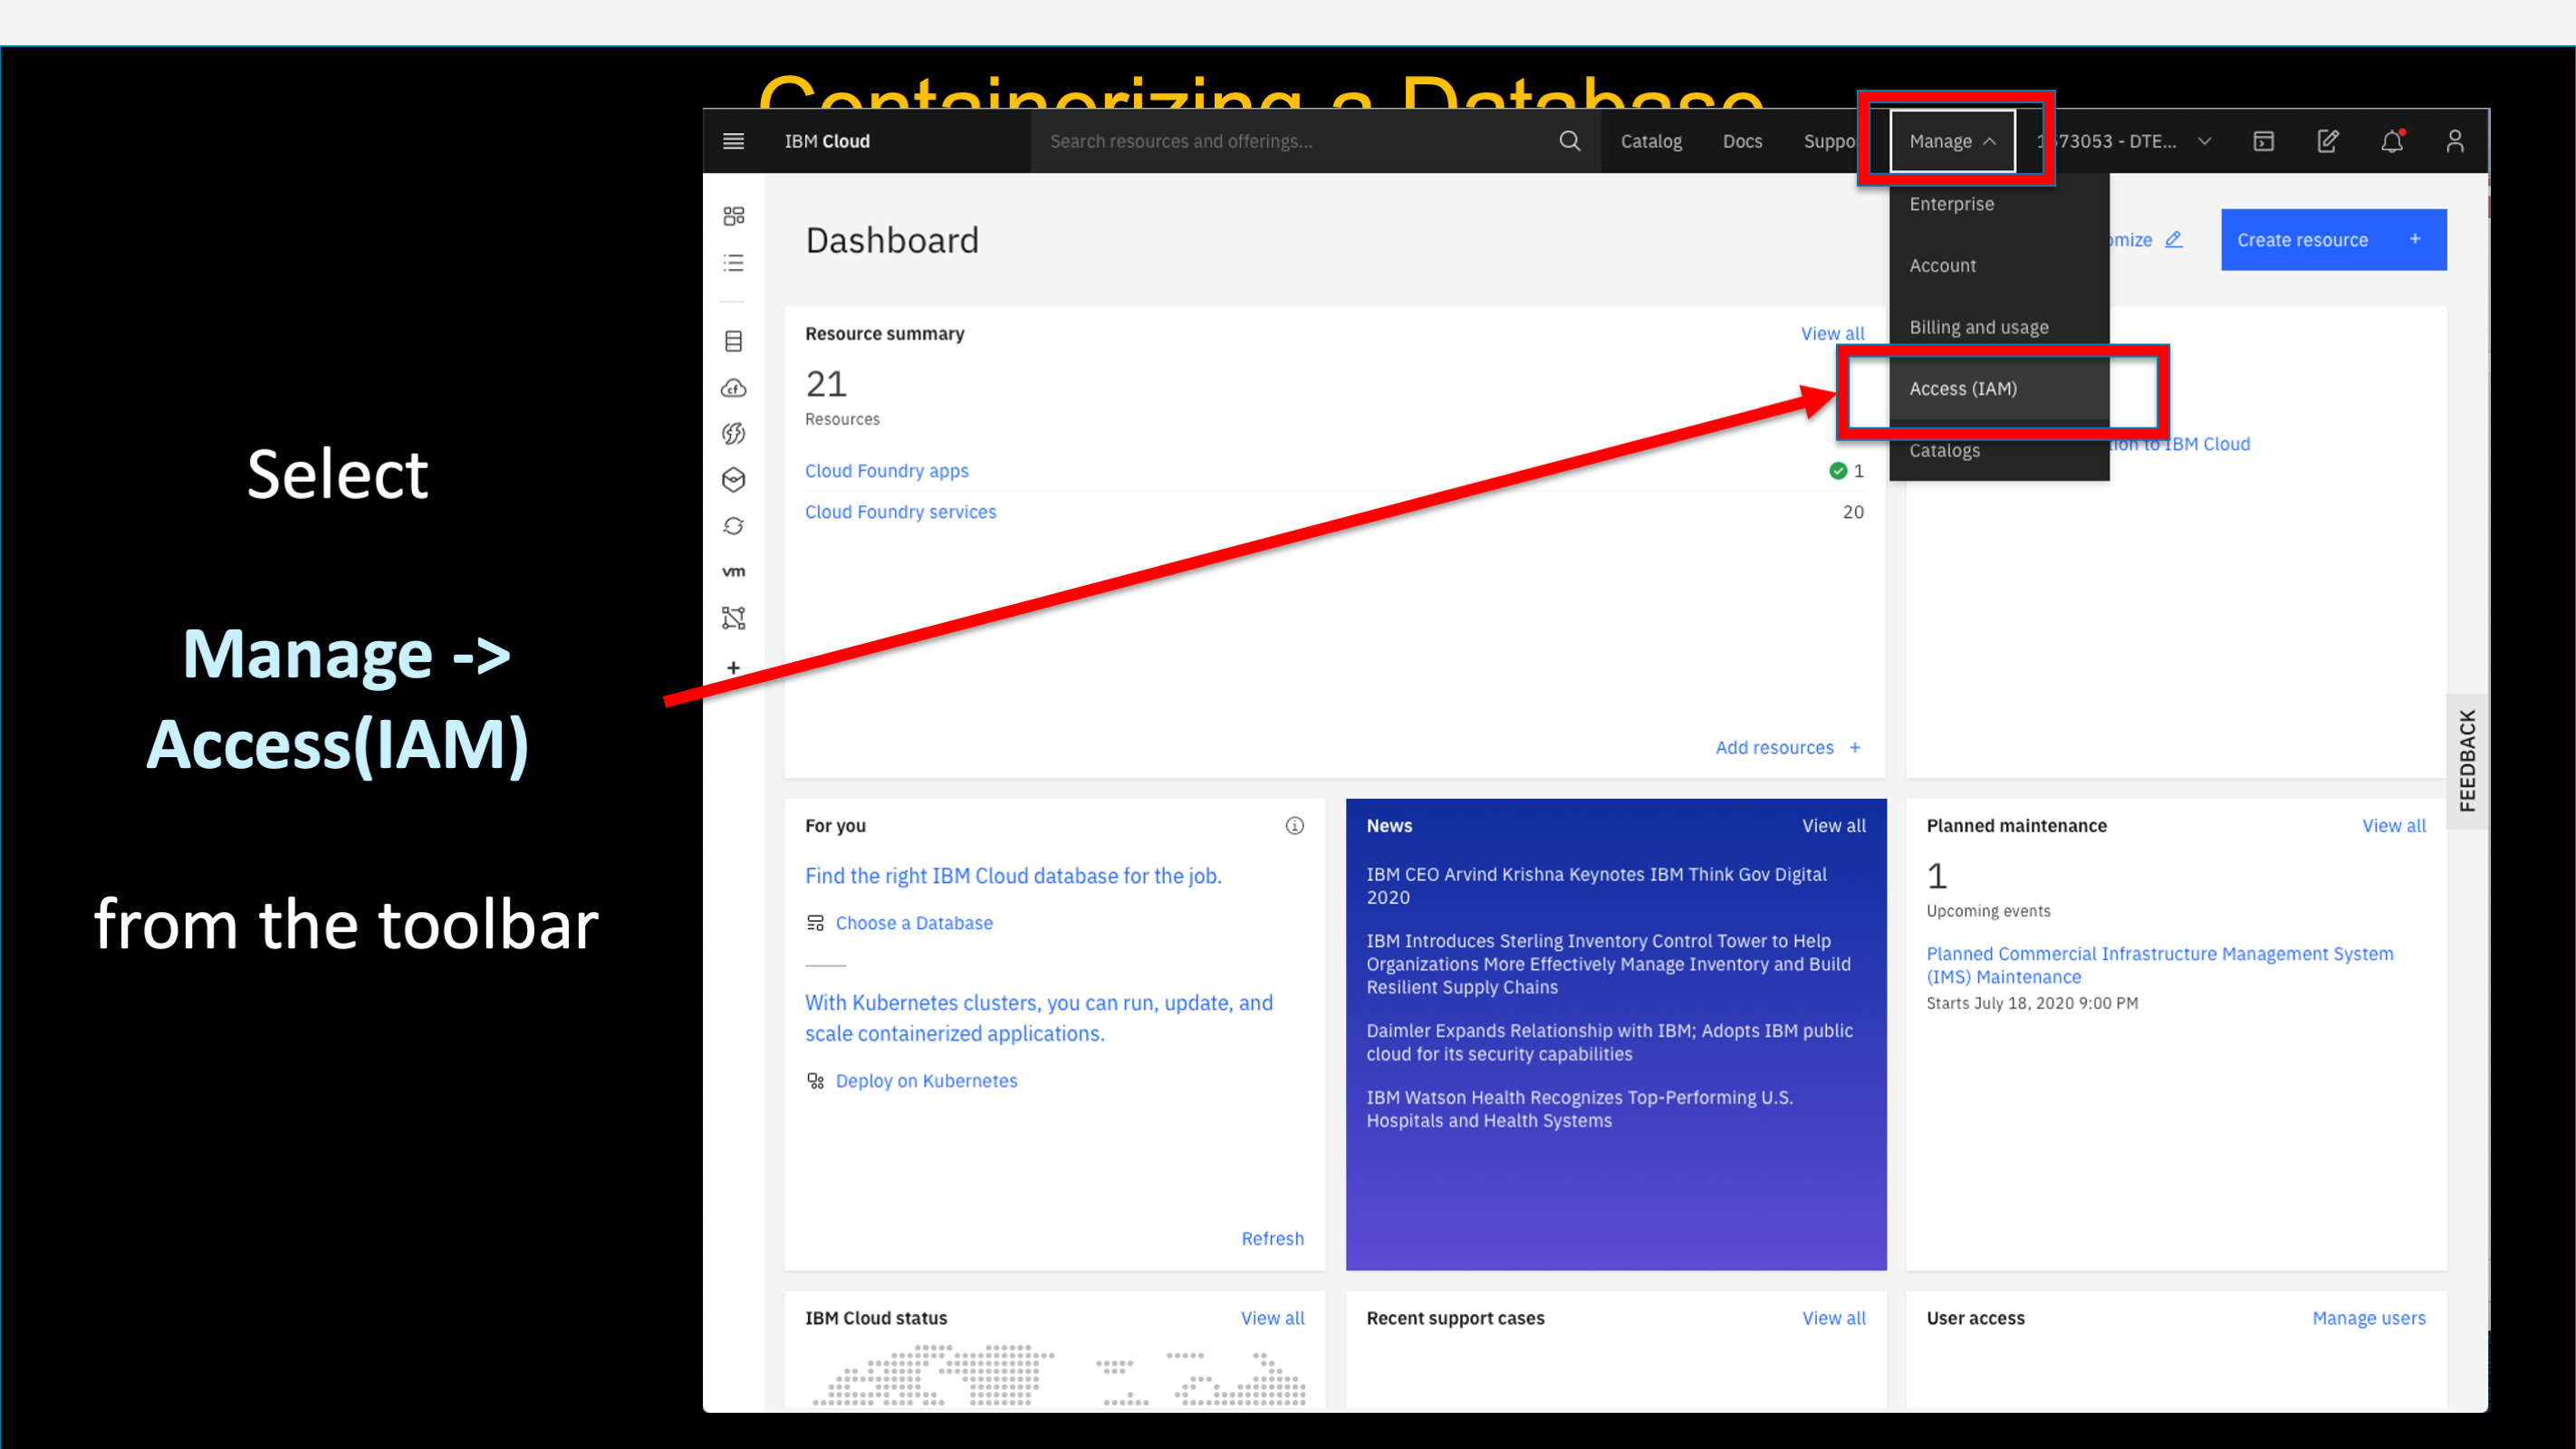 Containerizing a Database
Select
Manage ->
Access(IAM)
from the toolbar
IBM Cloud
Search resources and offerings...
Catalog
Docs
Suppo
Manage
73053 - DTE...
Enterprise
Account
Billing and usage
Access (IAM)
Catalogs
Dashboard
omize
Create resource +
Resource summary
View all
21
Resources
Cloud Foundry apps
1
Cloud Foundry services
20
Add resources +
ion to IBM Cloud
cf
vm
+
FEEDBACK
For you
Find the right IBM Cloud database for the job.
Choose a Database
With Kubernetes clusters, you can run, update, and
scale containerized applications.
Deploy on Kubernetes
Refresh
News
View all
IBM CEO Arvind Krishna Keynotes IBM Think Gov Digital
2020
IBM Introduces Sterling Inventory Control Tower to Help
Organizations More Effectively Manage Inventory and Build
Resilient Supply Chains
Daimler Expands Relationship with IBM; Adopts IBM public
cloud for its security capabilities
IBM Watson Health Recognizes Top-Performing U.S.
Hospitals and Health Systems
Planned maintenance
View all
1
Upcoming events
Planned Commercial Infrastructure Management System
(IMS) Maintenance
Starts July 18, 2020 9:00 PM
IBM Cloud status
View all
Recent support cases
View all
User access
Manage users